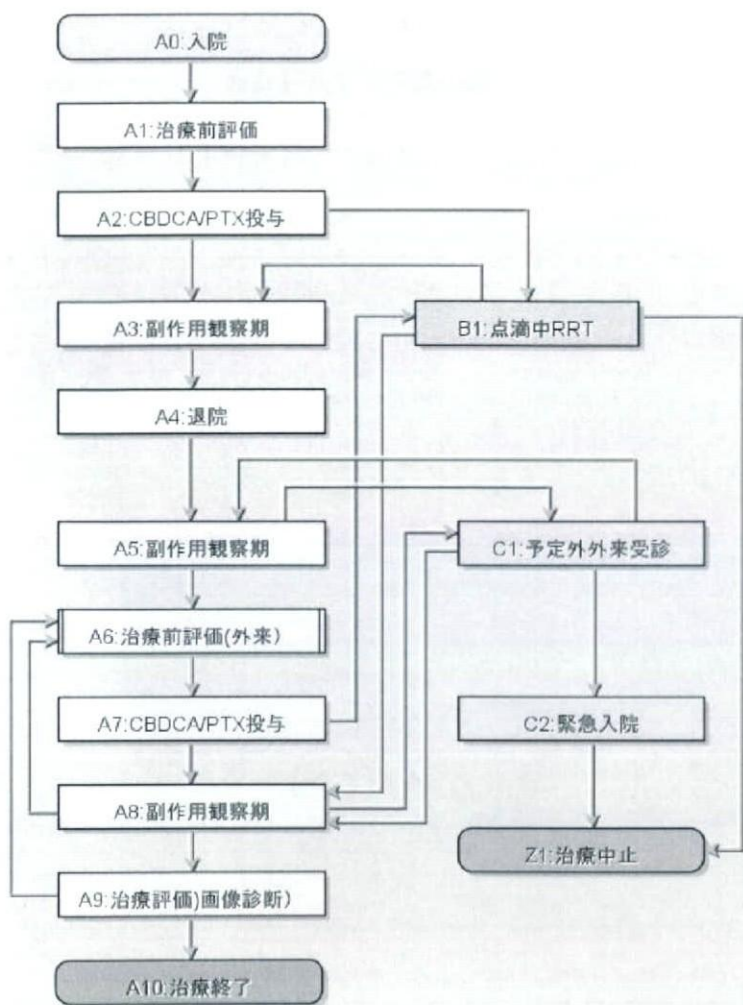 A0:入院
A1:治療前評価
A2:CBDCA/PTX投与
A3:副作用観察期
B1:点滴中RRT
A4:退院
A5:副作用観察期
C1:予定外外来受診
A6:治療前評価(外来)
A7:CBDCA/PTX投与
C2:緊急入院
A8:副作用観察期
Z1:治療中止
A9:治療評価)画像診断)
A10:治療終了